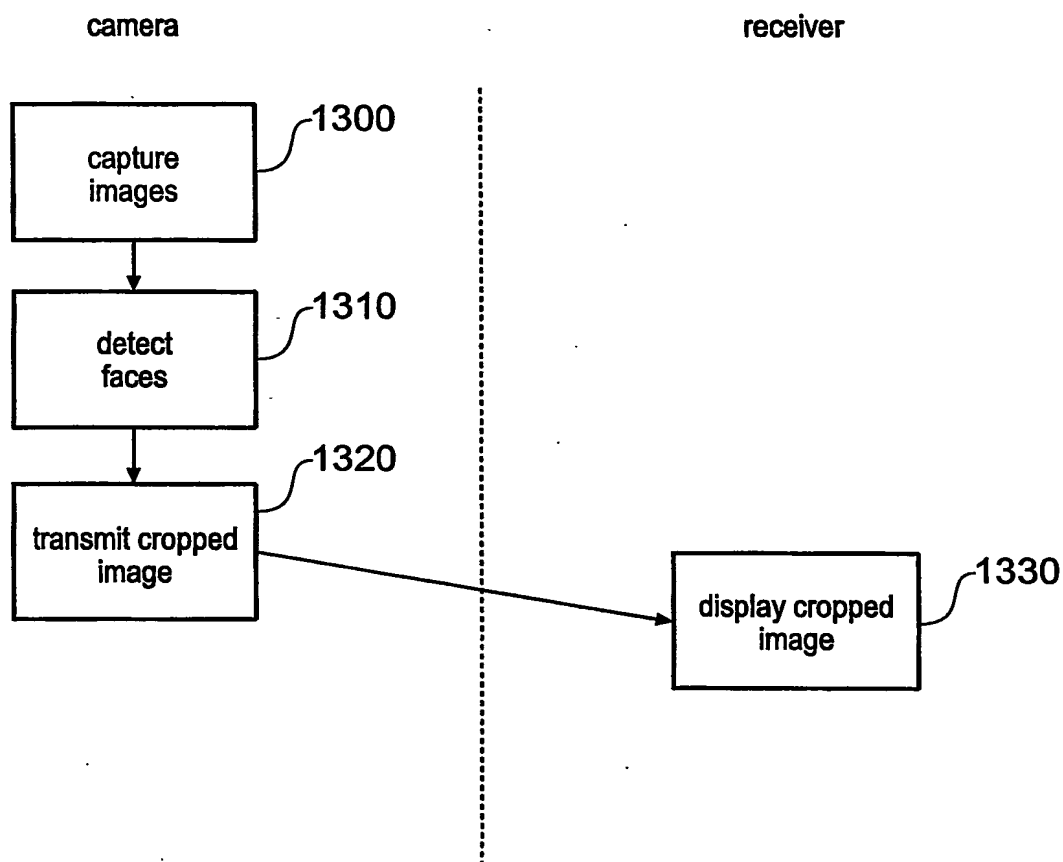 camera
receiver
1300
capture
images
1310
detect
faces
1320
transmit cropped
image
1330
display cropped
image